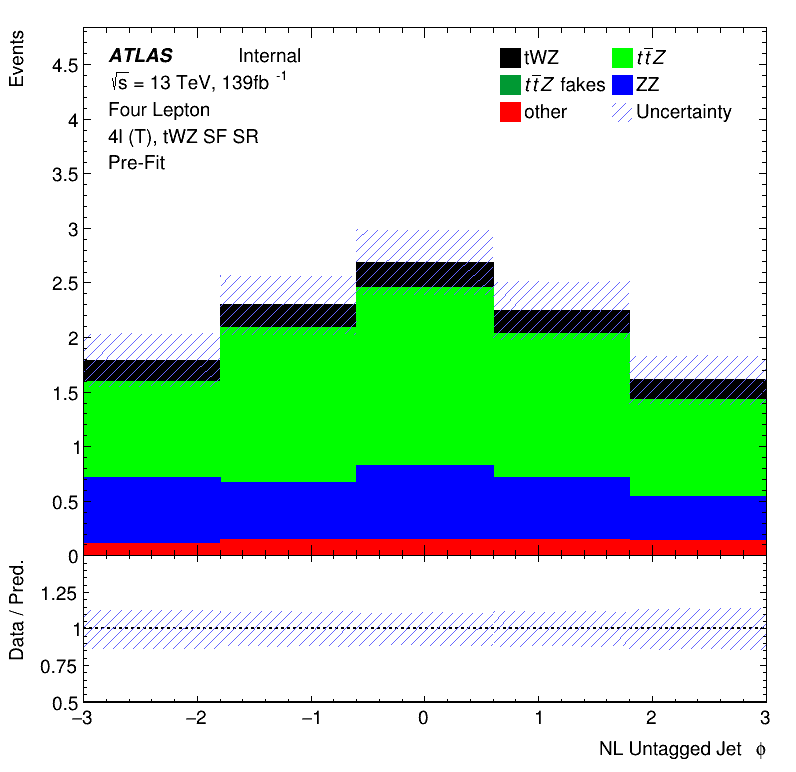 Events
ATLAS Internal
√s = 13 TeV, 139fb⁻¹
Four Lepton
4l (T), tWZ SF SR
Pre-Fit
tWZ tt̄Z
tt̄Z fakes ZZ
other Uncertainty
4.5
4
3.5
3
2.5
2
1.5
1
0.5
0
Data / Pred.
1.25
1
0.75
0.5
−3 −2 −1 0 1 2 3
NL Untagged Jet ϕ